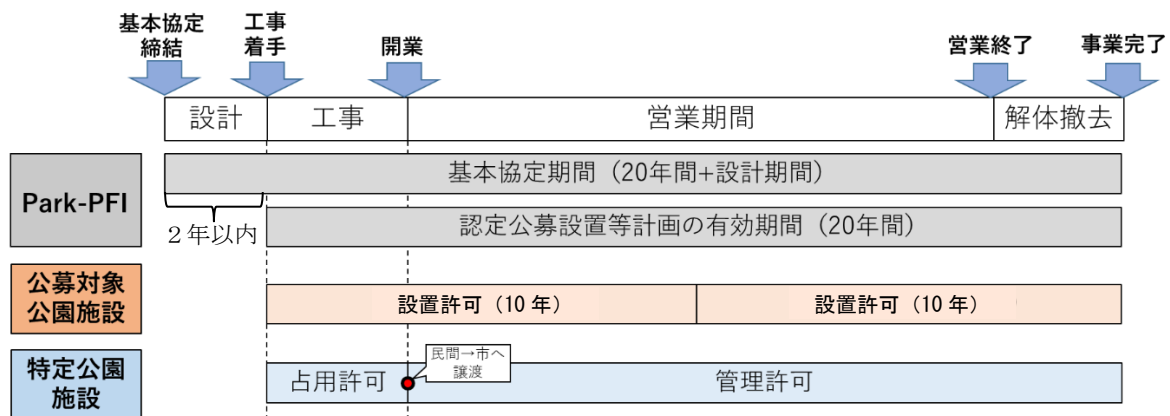 基本協定
締結
工事
着手
開業
営業終了
事業完了
設計
工事
営業期間
解体撤去
Park-PFI
基本協定期間（20年間+設計期間）
２年以内
認定公募設置等計画の有効期間（20年間）
公募対象
公園施設
設置許可（10 年）
設置許可（10 年）
特定公園
施設
占用許可
民間→市へ
譲渡
管理許可